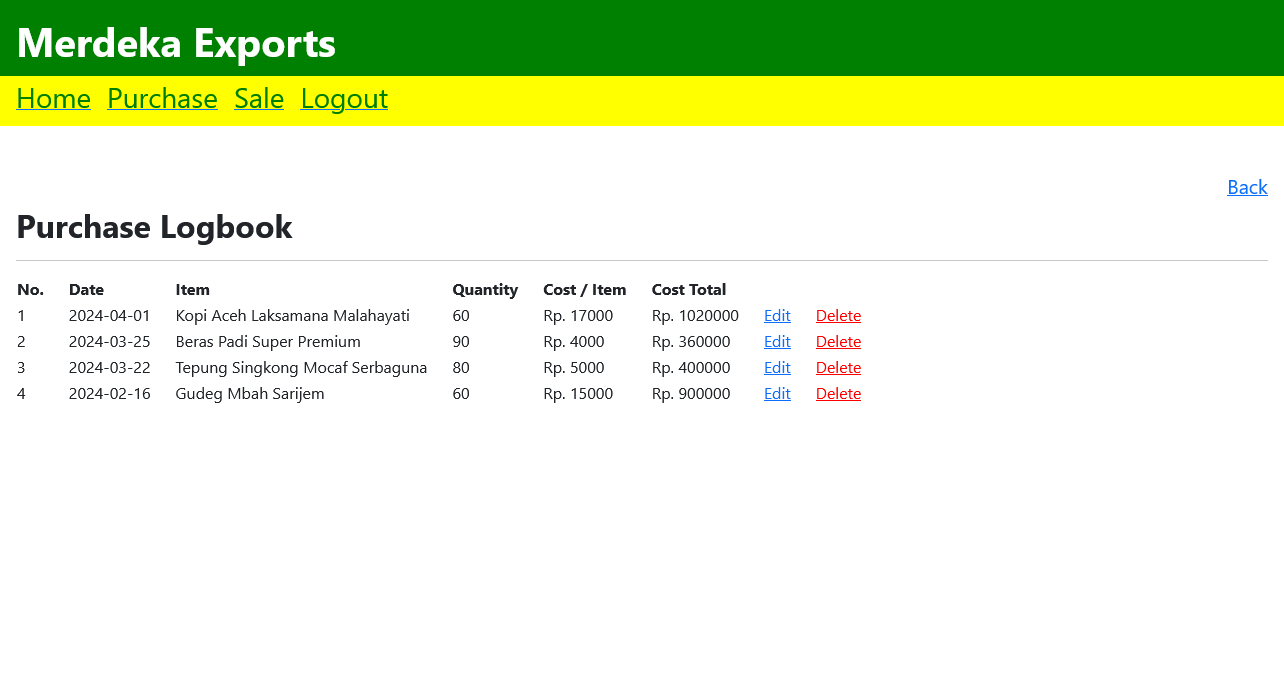 Merdeka Exports
Home Purchase Sale Logout
Back
Purchase Logbook
No. Date Item Quantity Cost / Item Cost Total
1 2024-04-01 Kopi Aceh Laksamana Malahayati 60 Rp. 17000 Rp. 1020000 Edit Delete
2 2024-03-25 Beras Padi Super Premium 90 Rp. 4000 Rp. 360000 Edit Delete
3 2024-03-22 Tepung Singkong Mocaf Serbaguna 80 Rp. 5000 Rp. 400000 Edit Delete
4 2024-02-16 Gudeg Mbah Sarijem 60 Rp. 15000 Rp. 900000 Edit Delete